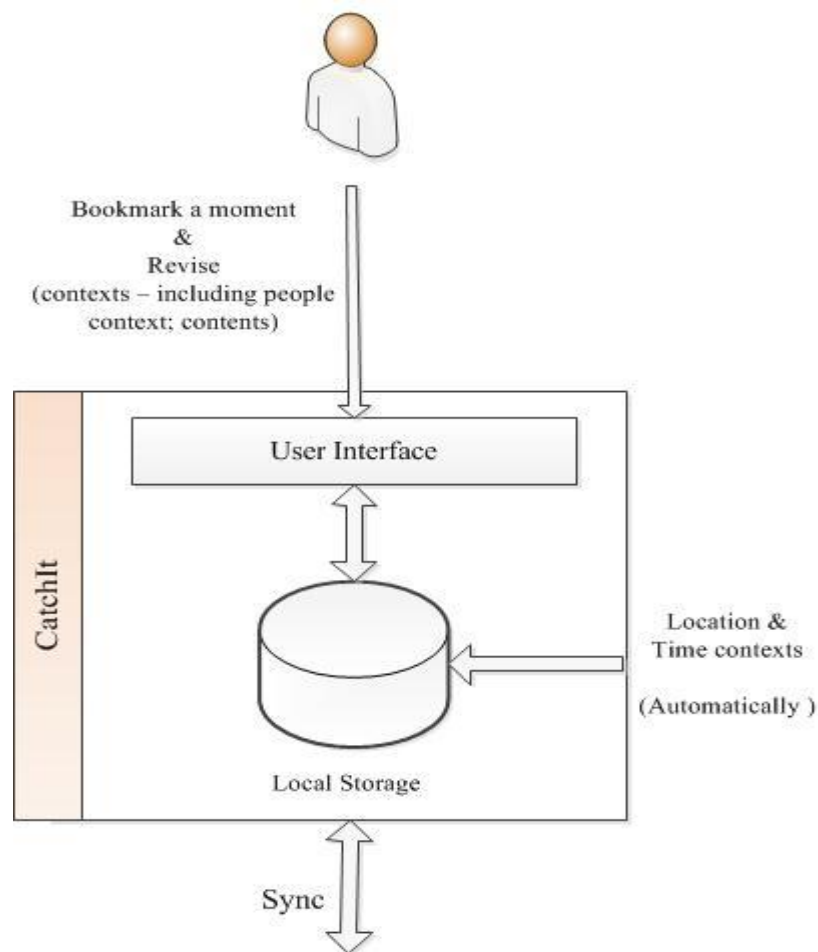 Bookmark a moment
&
Revise
(contexts – including people
context; contents)
User Interface
CatchIt
Location &
Time contexts
(Automatically )
Local Storage
Sync